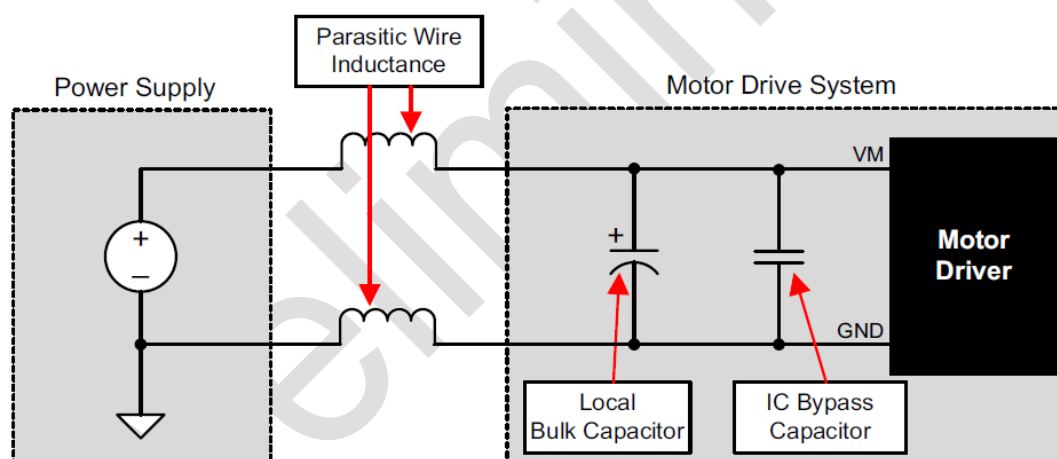 Parasitic Wire
Inductance
Power Supply
Motor Drive System
VM
+
+
–
Motor
Driver
GND
Local
Bulk Capacitor
IC Bypass
Capacitor